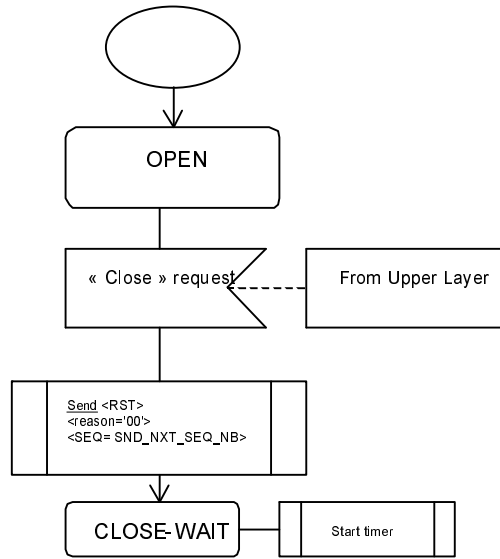 OPEN
« Close » request
From Upper Layer
Send <RST>
<reason='00'>
<SEQ= SND_NXT_SEQ_NB>
CLOSE-WAIT
Start timer